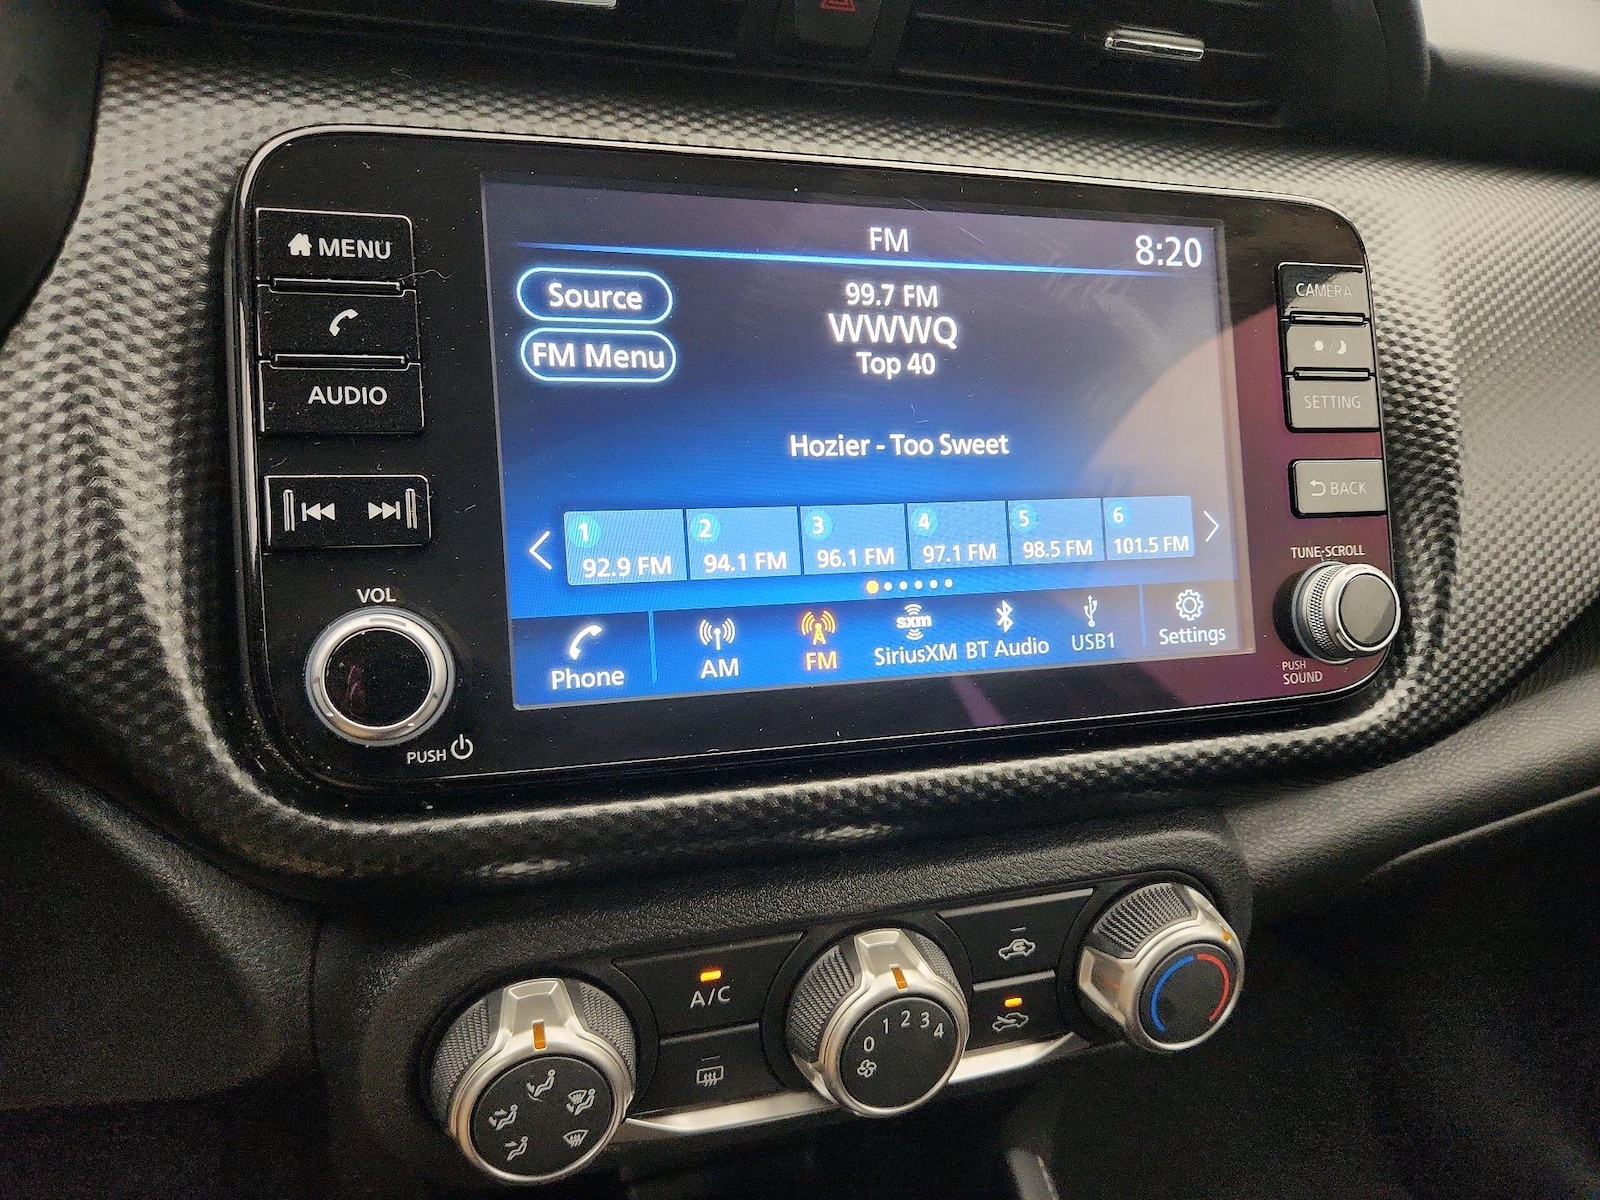 MENU
AUDIO
VOL
PUSH
FM
8:20
Source
FM Menu
99.7 FM
WWWQ
Top 40
Hozier - Too Sweet
1
92.9 FM
2
94.1 FM
3
96.1 FM
4
97.1 FM
5
98.5 FM
6
101.5 FM
Phone
AM
FM
sxm
SiriusXM
BT Audio
USB1
Settings
CAMERA
SETTING
BACK
TUNE·SCROLL
PUSH
SOUND
A/C
0
1
2
3
4